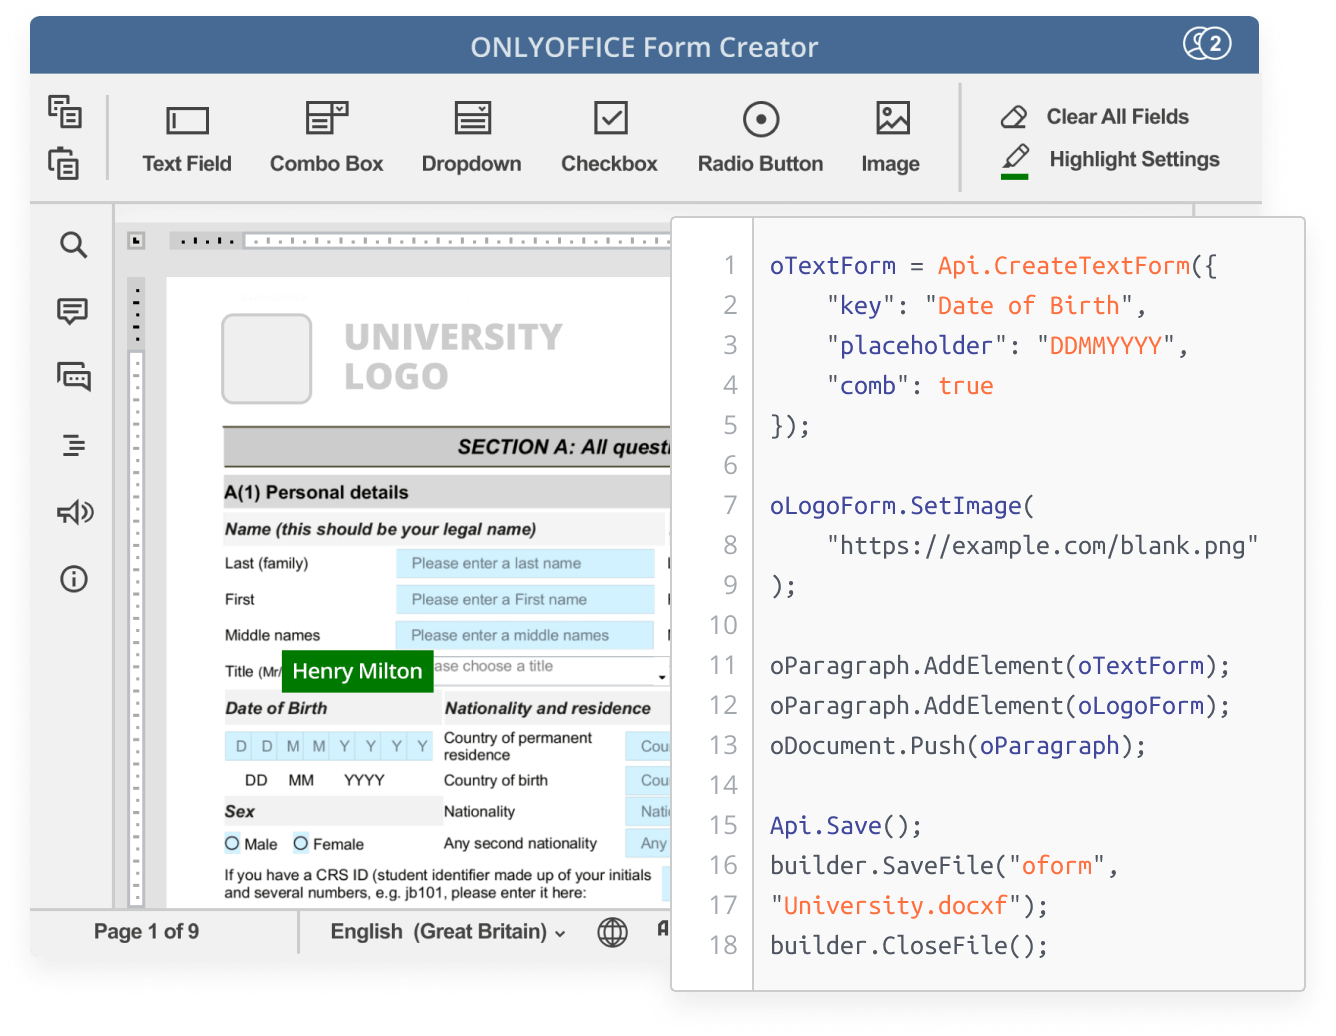 ONLYOFFICE Form Creator
2
Text Field
Combo Box
Dropdown
Checkbox
Radio Button
Image
Clear All Fields
Highlight Settings
UNIVERSITY
LOGO
SECTION A: All
A(1) Personal details
Name (this should be your legal name)
Last (family)
Please enter a last name
First
Please enter a First name
Middle names
Please enter a middle names
Title (Mr/
Henry Milton
choose a title
Date of Birth
Nationality and residence
D D M M Y Y Y Y
Country of permanent
residence
DD MM YYYY
Country of birth
Sex
Nationality
Male
Female
Any second nationality
Any
If you have a CRS ID (student identifier made up of your initials
and several numbers, e.g. jb101, please enter it here:
Page 1 of 9
English (Great Britain)
1 oTextForm = Api.CreateTextForm({
2 "key": "Date of Birth",
3 "placeholder": "DDMMYYYY",
4 "comb": true
5 });
6
7 oLogoForm.SetImage(
8 "https://example.com/blank.png"
9 );
10
11 oParagraph.AddElement(oTextForm);
12 oParagraph.AddElement(oLogoForm);
13 oDocument.Push(oParagraph);
14
15 Api.Save();
16 builder.SaveFile("oform",
17 "University.docxf");
18 builder.CloseFile();